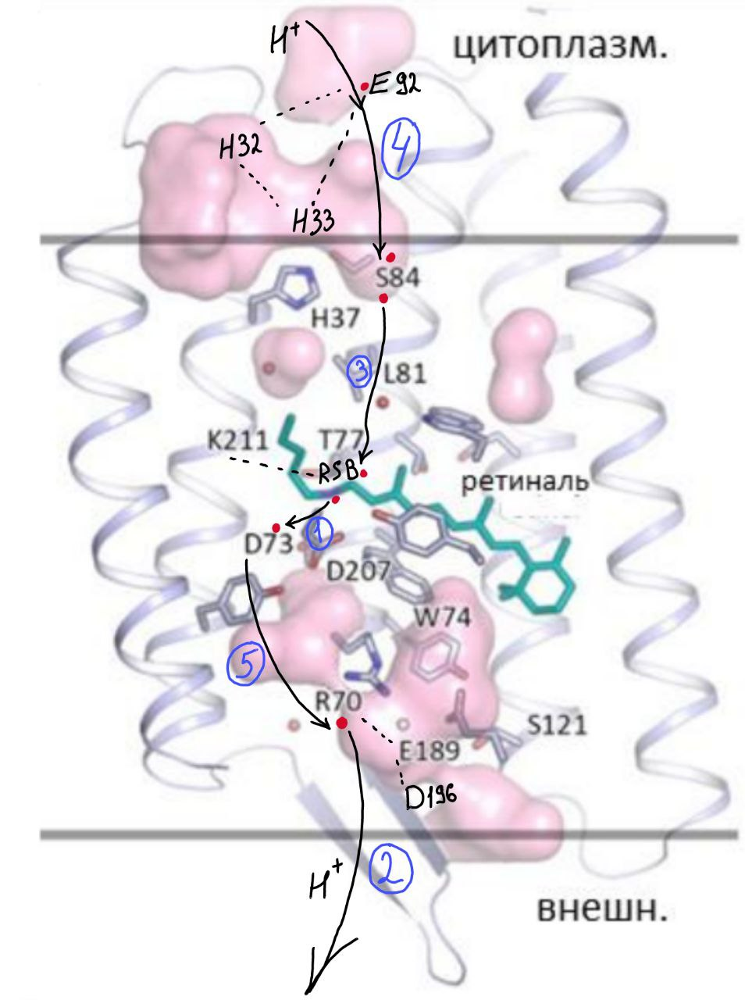 H⁺
цитоплазм.
E 92
H32
4
H33
S84
H37
3
L81
K211
T77
RSB
ретиналь
1
D73
D207
W74
5
R70
S121
E189
D196
H⁺
2
внешн.